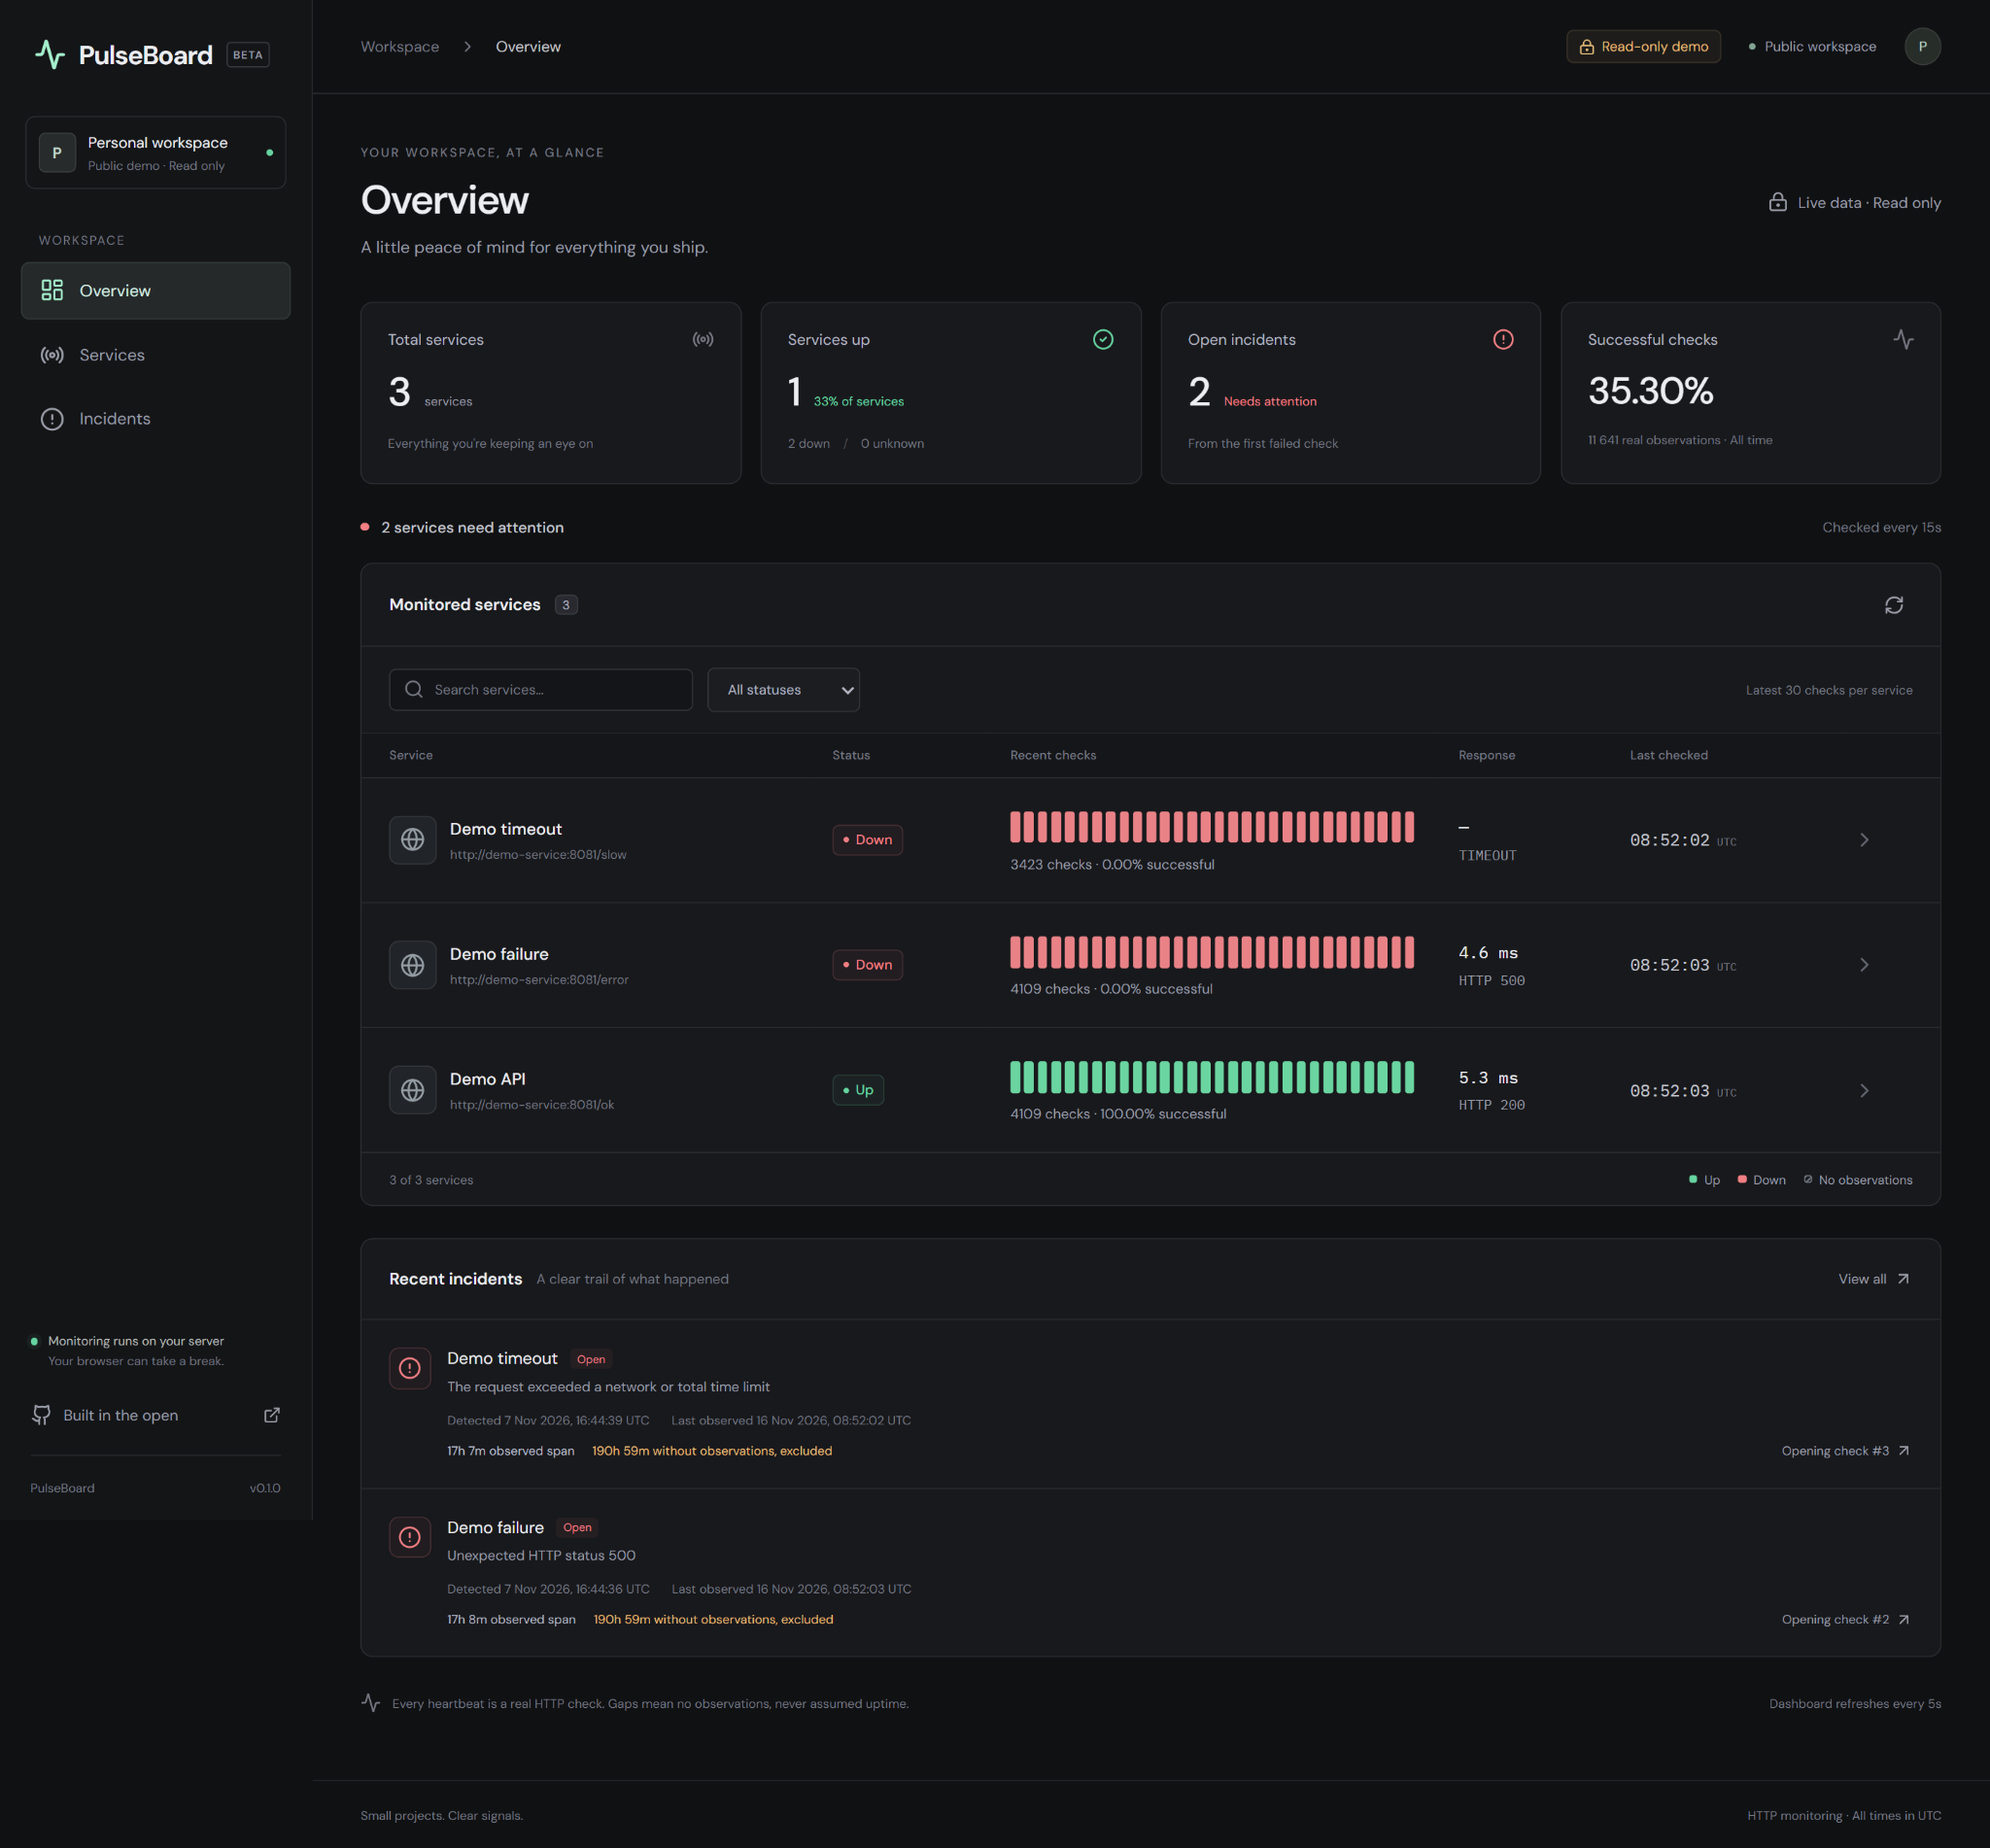 PulseBoard BETA
P
Personal workspace
Public demo · Read only
WORKSPACE
Overview
Services
Incidents
Monitoring runs on your server
Your browser can take a break.
Built in the open
PulseBoard v0.1.0
Workspace > Overview
Read-only demo
Public workspace
P
YOUR WORKSPACE, AT A GLANCE
Overview
Live data · Read only
A little peace of mind for everything you ship.
Total services
3 services
Everything you're keeping an eye on
Services up
1 33% of services
2 down / 0 unknown
Open incidents
2 Needs attention
From the first failed check
Successful checks
35.30%
11 641 real observations · All time
2 services need attention
Checked every 15s
Monitored services 3
Search services...
All statuses
Latest 30 checks per service
Service Status Recent checks Response Last checked
Demo timeout
http://demo-service:8081/slow
Down
3423 checks · 0.00% successful
—
TIMEOUT
08:52:02 UTC
Demo failure
http://demo-service:8081/error
Down
4109 checks · 0.00% successful
4.6 ms
HTTP 500
08:52:03 UTC
Demo API
http://demo-service:8081/ok
Up
4109 checks · 100.00% successful
5.3 ms
HTTP 200
08:52:03 UTC
3 of 3 services
Up Down No observations
Recent incidents A clear trail of what happened
View all
Demo timeout Open
The request exceeded a network or total time limit
Detected 7 Nov 2026, 16:44:39 UTC Last observed 16 Nov 2026, 08:52:02 UTC
17h 7m observed span 190h 59m without observations, excluded
Opening check #3
Demo failure Open
Unexpected HTTP status 500
Detected 7 Nov 2026, 16:44:36 UTC Last observed 16 Nov 2026, 08:52:03 UTC
17h 8m observed span 190h 59m without observations, excluded
Opening check #2
Every heartbeat is a real HTTP check. Gaps mean no observations, never assumed uptime.
Dashboard refreshes every 5s
Small projects. Clear signals.
HTTP monitoring · All times in UTC